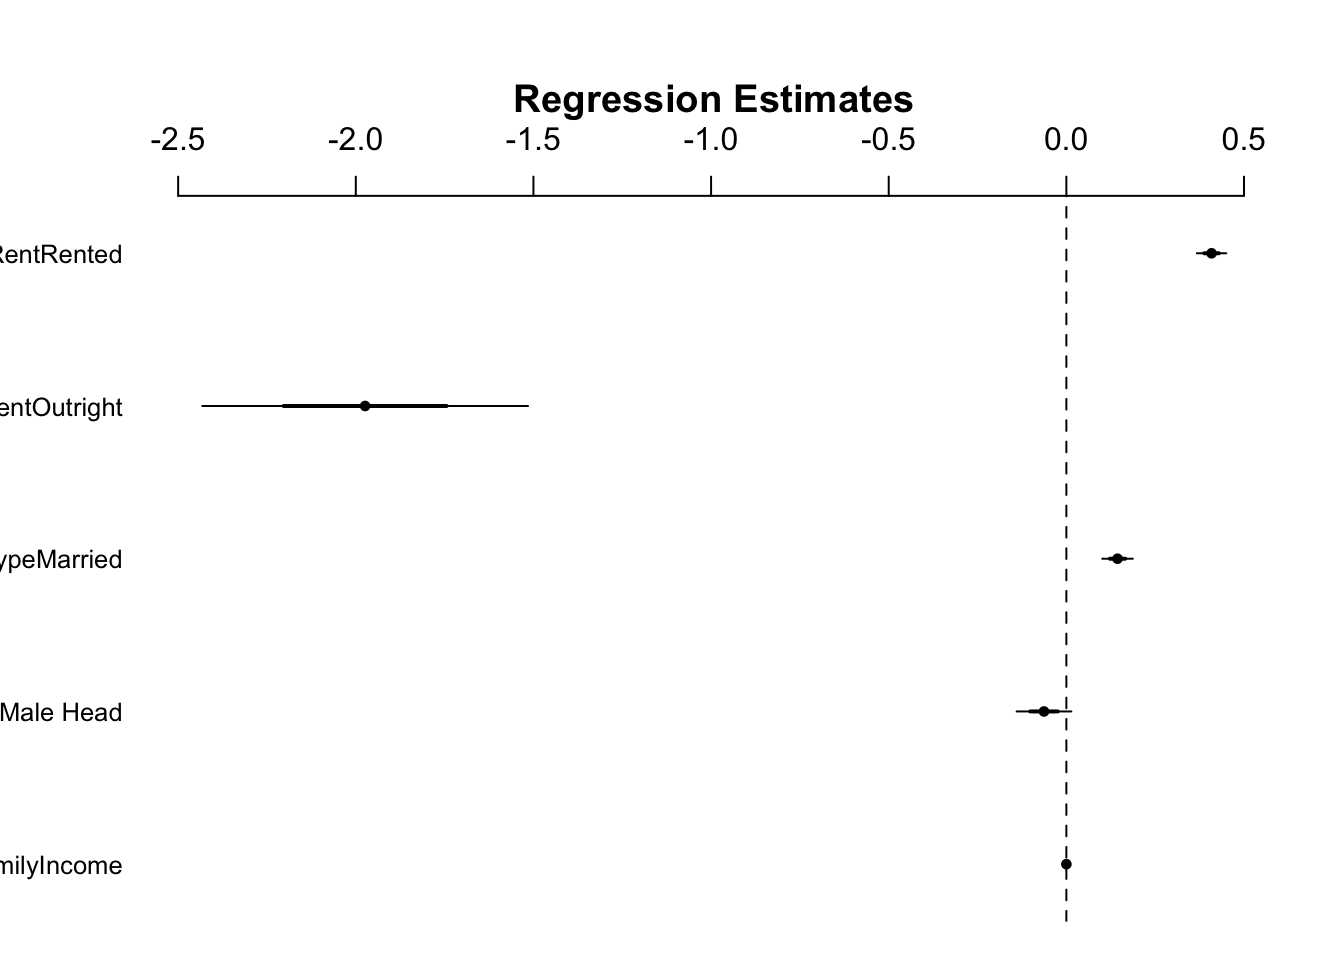 Regression Estimates
-2.5 -2.0 -1.5 -1.0 -0.5 0.0 0.5
RentRented
entOutright
ypeMarried
Male Head
milyIncome